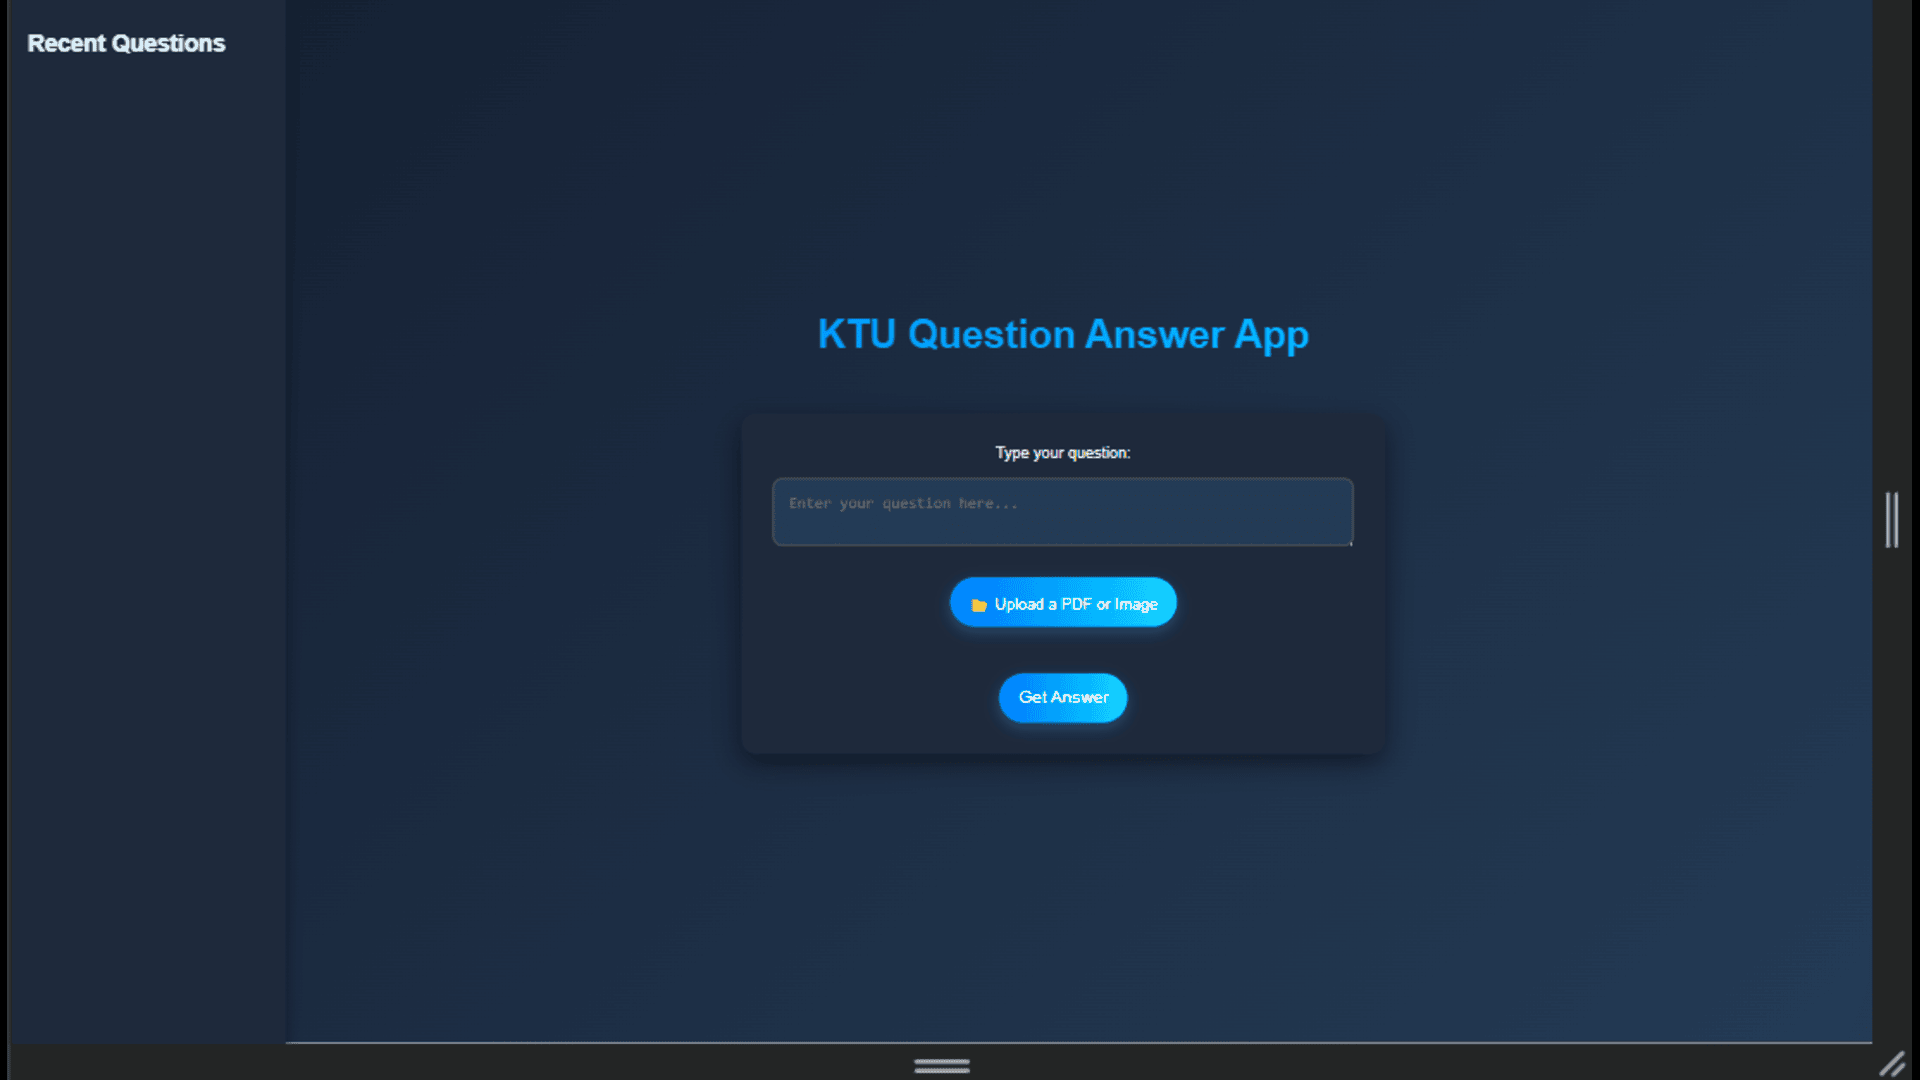 Recent Questions
KTU Question Answer App
Type your question:
Enter your question here...
Upload a PDF or Image
Get Answer